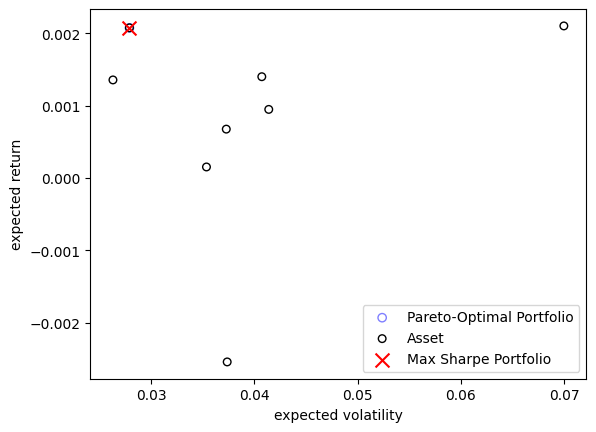 0.002
0.001
0.000
−0.001
−0.002
expected return
0.03
0.04
0.05
0.06
0.07
expected volatility
Pareto-Optimal Portfolio
Asset
Max Sharpe Portfolio